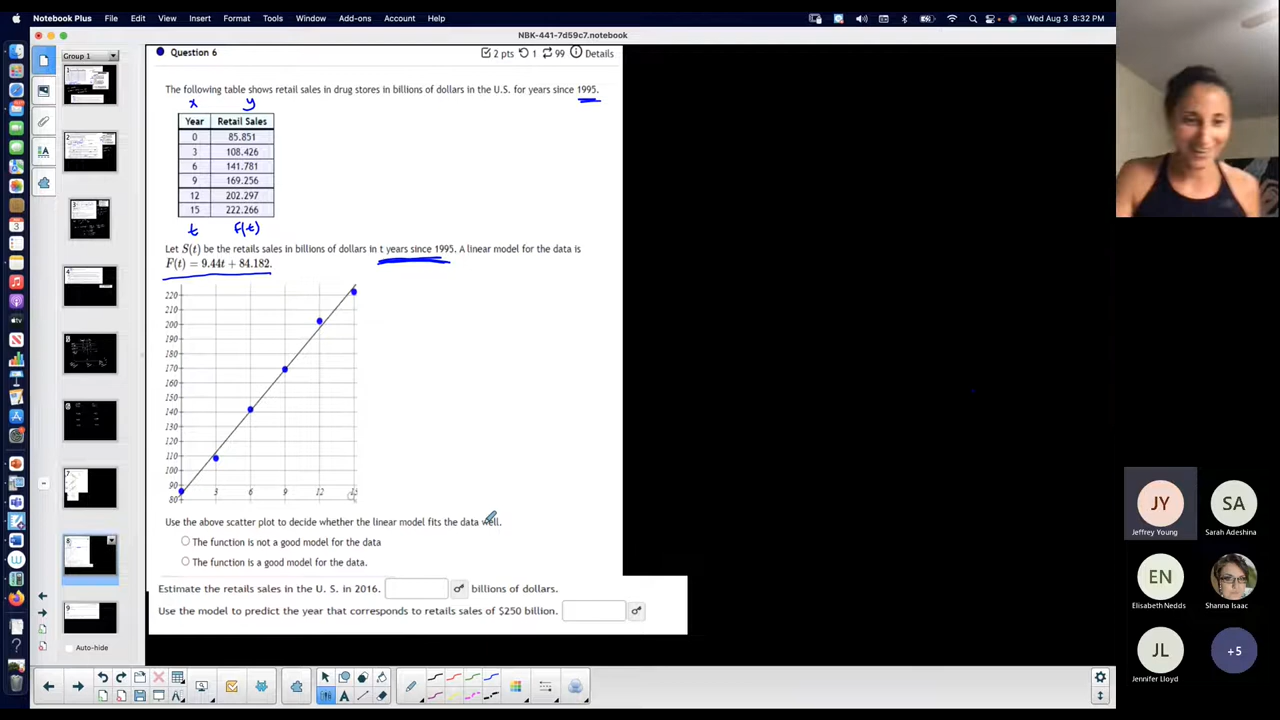 Notebook Plus File Edit View Insert Format Tools Window Add-ons Account Help
Wed Aug 3 8:32 PM
NBK-441-7d59c7.notebook
Group 1
Question 6
2 pts 1 99 Details
The following table shows retail sales in drug stores in billions of dollars in the U.S. for years since 1995.
x y
Year Retail Sales
0 85.851
3 108.426
6 141.781
9 169.256
12 202.297
15 222.266
t F(t)
Let S(t) be the retails sales in billions of dollars in t years since 1995. A linear model for the data is
F(t) = 9.44t + 84.182.
220
210
200
190
180
170
160
150
140
130
120
110
100
90
80
3 6 9 12 15
Use the above scatter plot to decide whether the linear model fits the data well.
The function is not a good model for the data
The function is a good model for the data.
Estimate the retails sales in the U. S. in 2016. billions of dollars.
Use the model to predict the year that corresponds to retails sales of $250 billion.
Auto-hide
JY
Jeffrey Young
SA
Sarah Adeshina
EN
Elisabeth Nedds
Shanna Isaac
JL
Jennifer Lloyd
+5